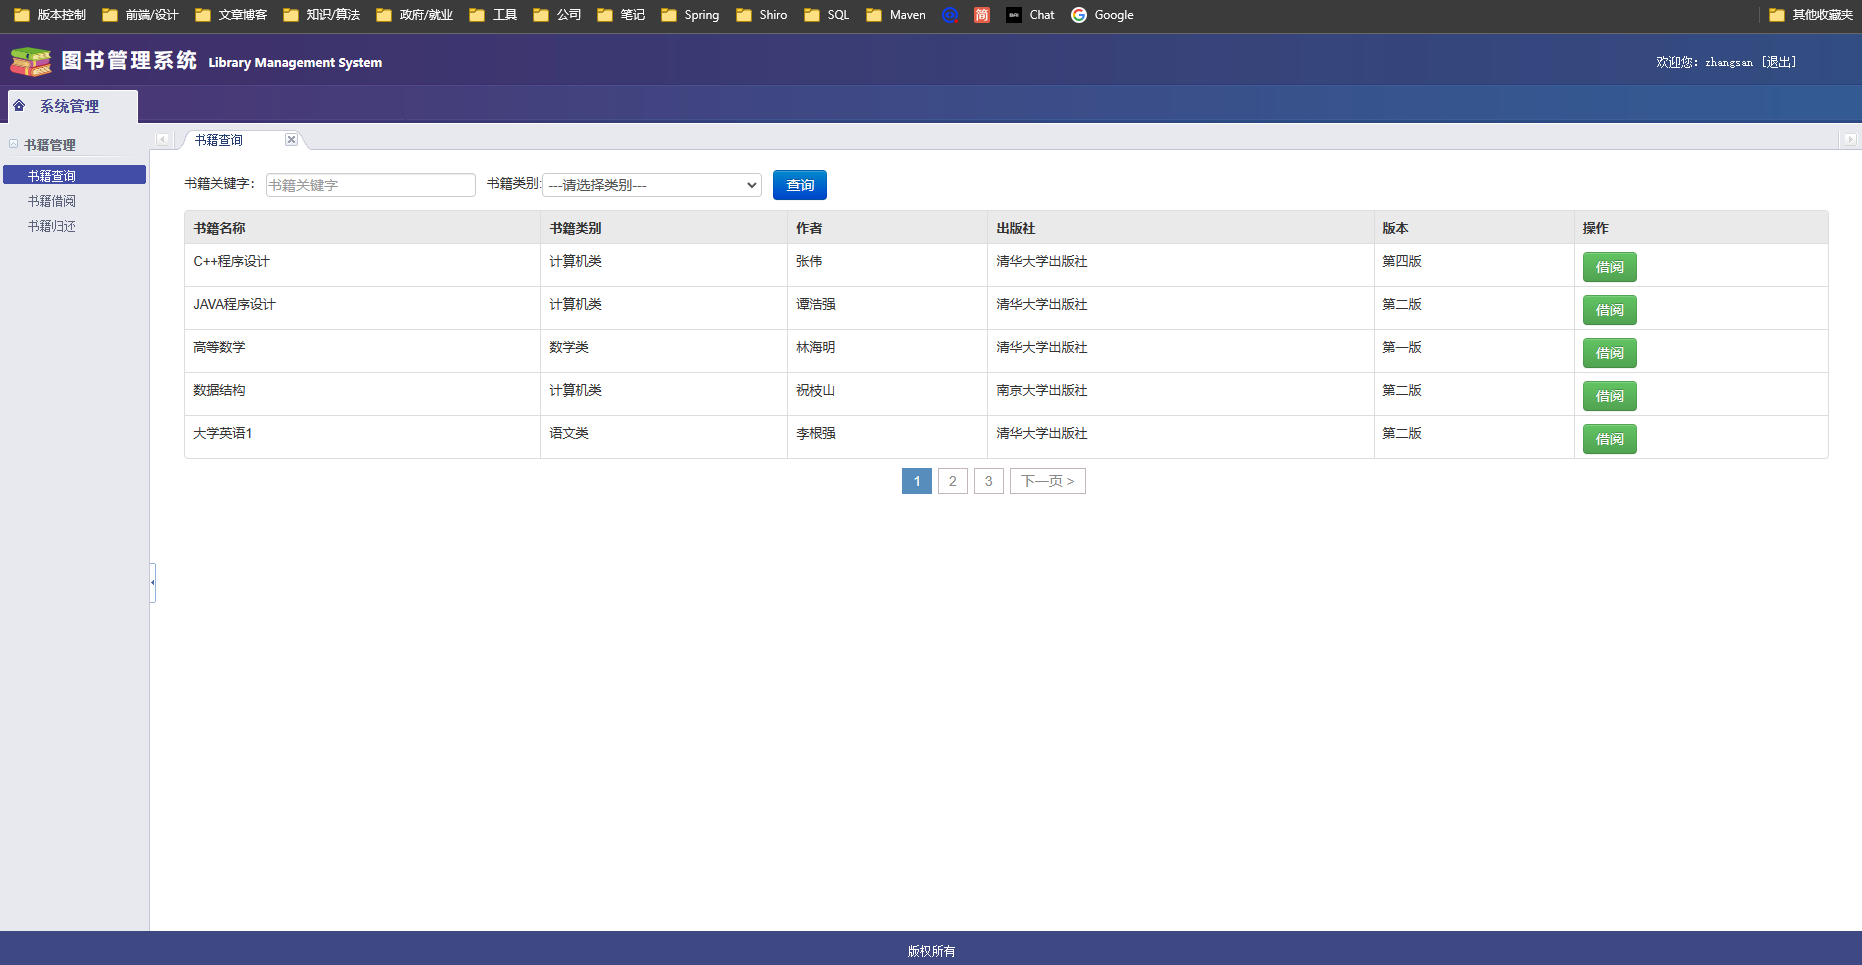 版本控制 前端/设计 文章博客 知识/算法 政府/就业 工具 公司 笔记 Spring Shiro SQL Maven 简 Chat Google 其他收藏夹
图书管理系统 Library Management System 欢迎您：zhangsan [退出]
系统管理
书籍管理
书籍查询
书籍借阅
书籍归还
书籍查询
书籍关键字： 书籍关键字 书籍类别: ---请选择类别--- 查询
书籍名称 书籍类别 作者 出版社 版本 操作
C++程序设计 计算机类 张伟 清华大学出版社 第四版 借阅
JAVA程序设计 计算机类 谭浩强 清华大学出版社 第二版 借阅
高等数学 数学类 林海明 清华大学出版社 第一版 借阅
数据结构 计算机类 祝枝山 南京大学出版社 第二版 借阅
大学英语1 语文类 李根强 清华大学出版社 第二版 借阅
1 2 3 下一页 >
版权所有